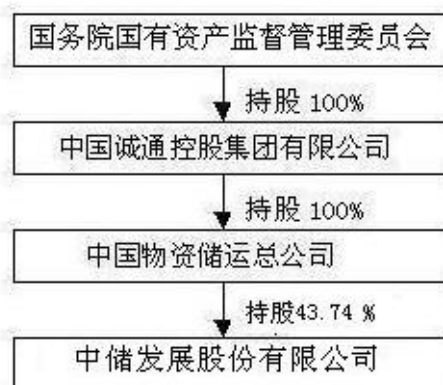 国务院国有资产监督管理委员会
持股 100%
中国诚通控股集团有限公司
持股 100%
中国物资储运总公司
持股43.74 %
中储发展股份有限公司